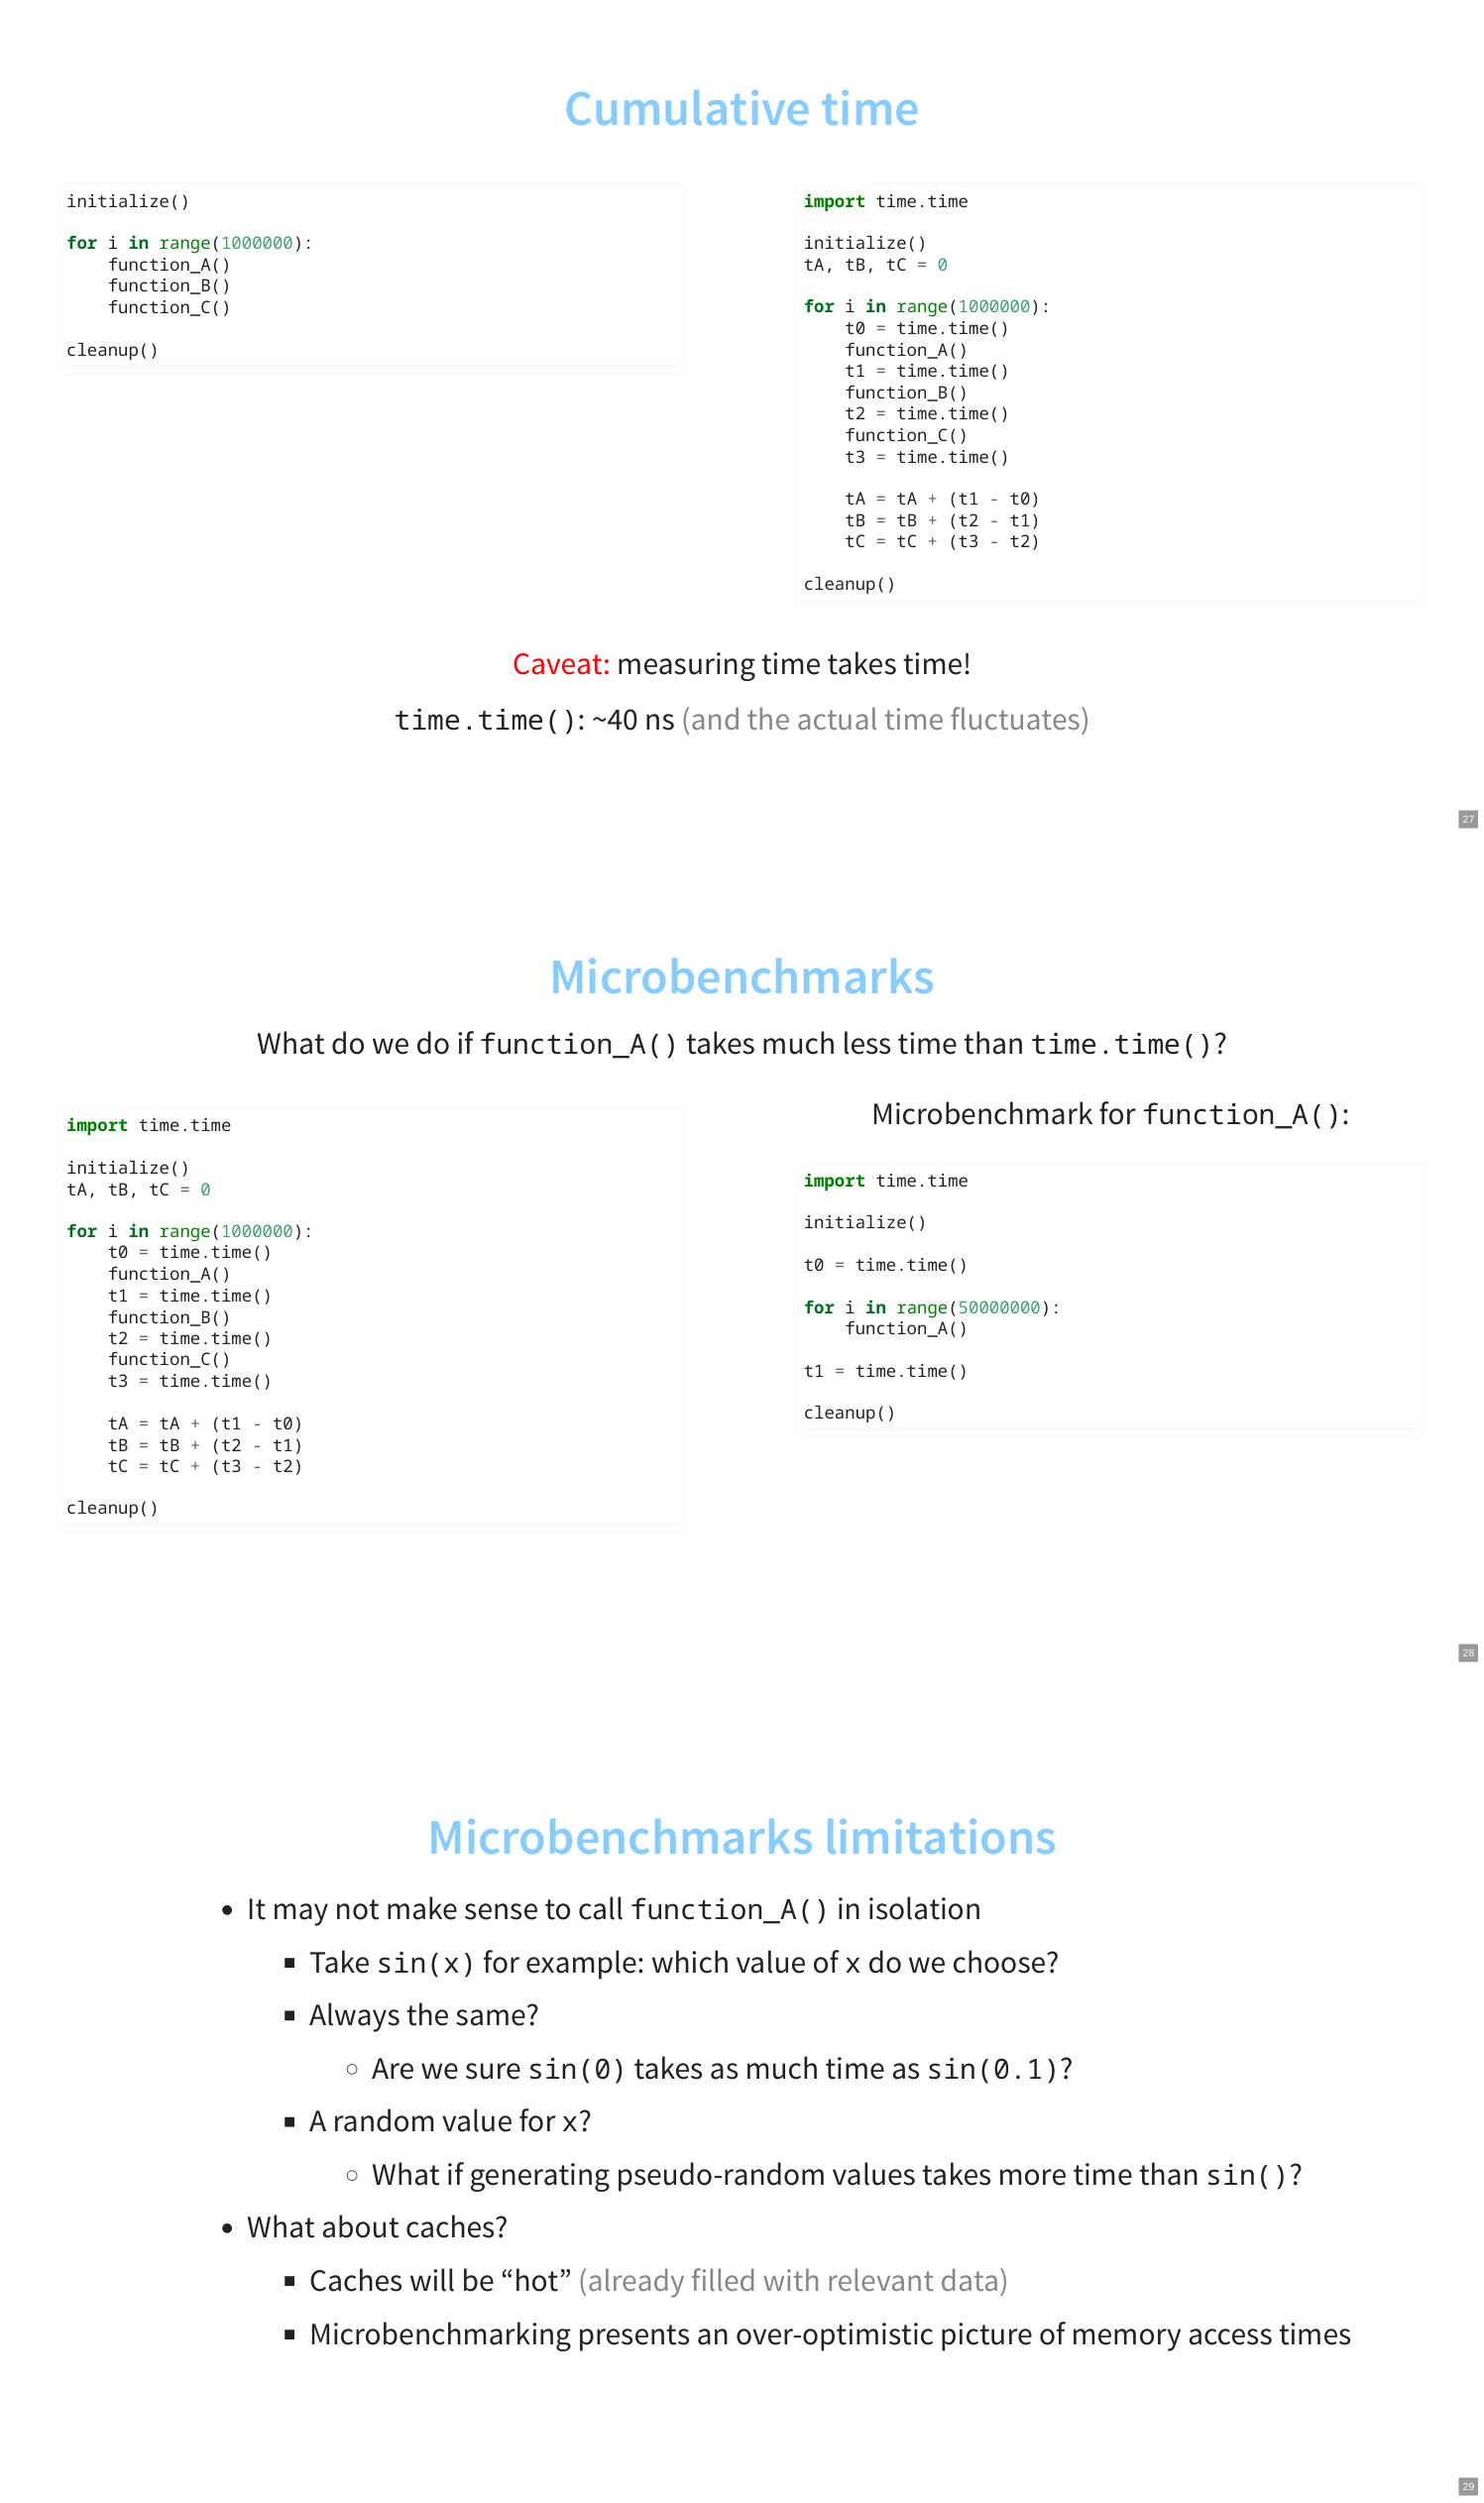 Cumulative time
initialize()
for i in range(1000000):
    function_A()
    function_B()
    function_C()
cleanup()
import time.time
initialize()
tA, tB, tC = 0
for i in range(1000000):
    t0 = time.time()
    function_A()
    t1 = time.time()
    function_B()
    t2 = time.time()
    function_C()
    t3 = time.time()
    tA = tA + (t1 - t0)
    tB = tB + (t2 - t1)
    tC = tC + (t3 - t2)
cleanup()
Caveat: measuring time takes time!
time.time(): ~40 ns (and the actual time fluctuates)
27
Microbenchmarks
What do we do if function_A() takes much less time than time.time()?
import time.time
initialize()
tA, tB, tC = 0
for i in range(1000000):
    t0 = time.time()
    function_A()
    t1 = time.time()
    function_B()
    t2 = time.time()
    function_C()
    t3 = time.time()
    tA = tA + (t1 - t0)
    tB = tB + (t2 - t1)
    tC = tC + (t3 - t2)
cleanup()
Microbenchmark for function_A():
import time.time
initialize()
t0 = time.time()
for i in range(50000000):
    function_A()
t1 = time.time()
cleanup()
28
Microbenchmarks limitations
• It may not make sense to call function_A() in isolation
▪ Take sin(x) for example: which value of x do we choose?
▪ Always the same?
○ Are we sure sin(0) takes as much time as sin(0.1)?
▪ A random value for x?
○ What if generating pseudo-random values takes more time than sin()?
• What about caches?
▪ Caches will be “hot” (already filled with relevant data)
▪ Microbenchmarking presents an over-optimistic picture of memory access times
29